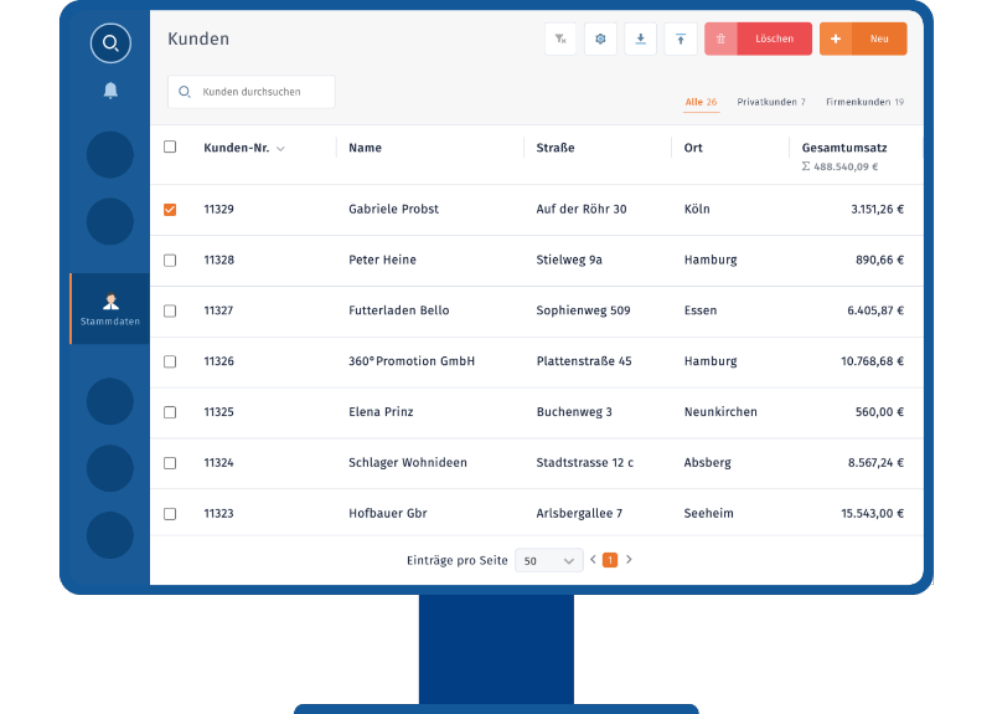 Kunden
Löschen
Neu
Kunden durchsuchen
Alle 26 Privatkunden 7 Firmenkunden 19
Kunden-Nr. Name Straße Ort Gesamtumsatz
Σ 488.540,09 €
11329 Gabriele Probst Auf der Röhr 30 Köln 3.151,26 €
11328 Peter Heine Stielweg 9a Hamburg 890,66 €
11327 Futterladen Bello Sophienweg 509 Essen 6.405,87 €
Stammdaten
11326 360°Promotion GmbH Plattenstraße 45 Hamburg 10.768,68 €
11325 Elena Prinz Buchenweg 3 Neunkirchen 560,00 €
11324 Schlager Wohnideen Stadtstrasse 12 c Absberg 8.567,24 €
11323 Hofbauer Gbr Arlsbergallee 7 Seeheim 15.543,00 €
Einträge pro Seite 50 < 1 >